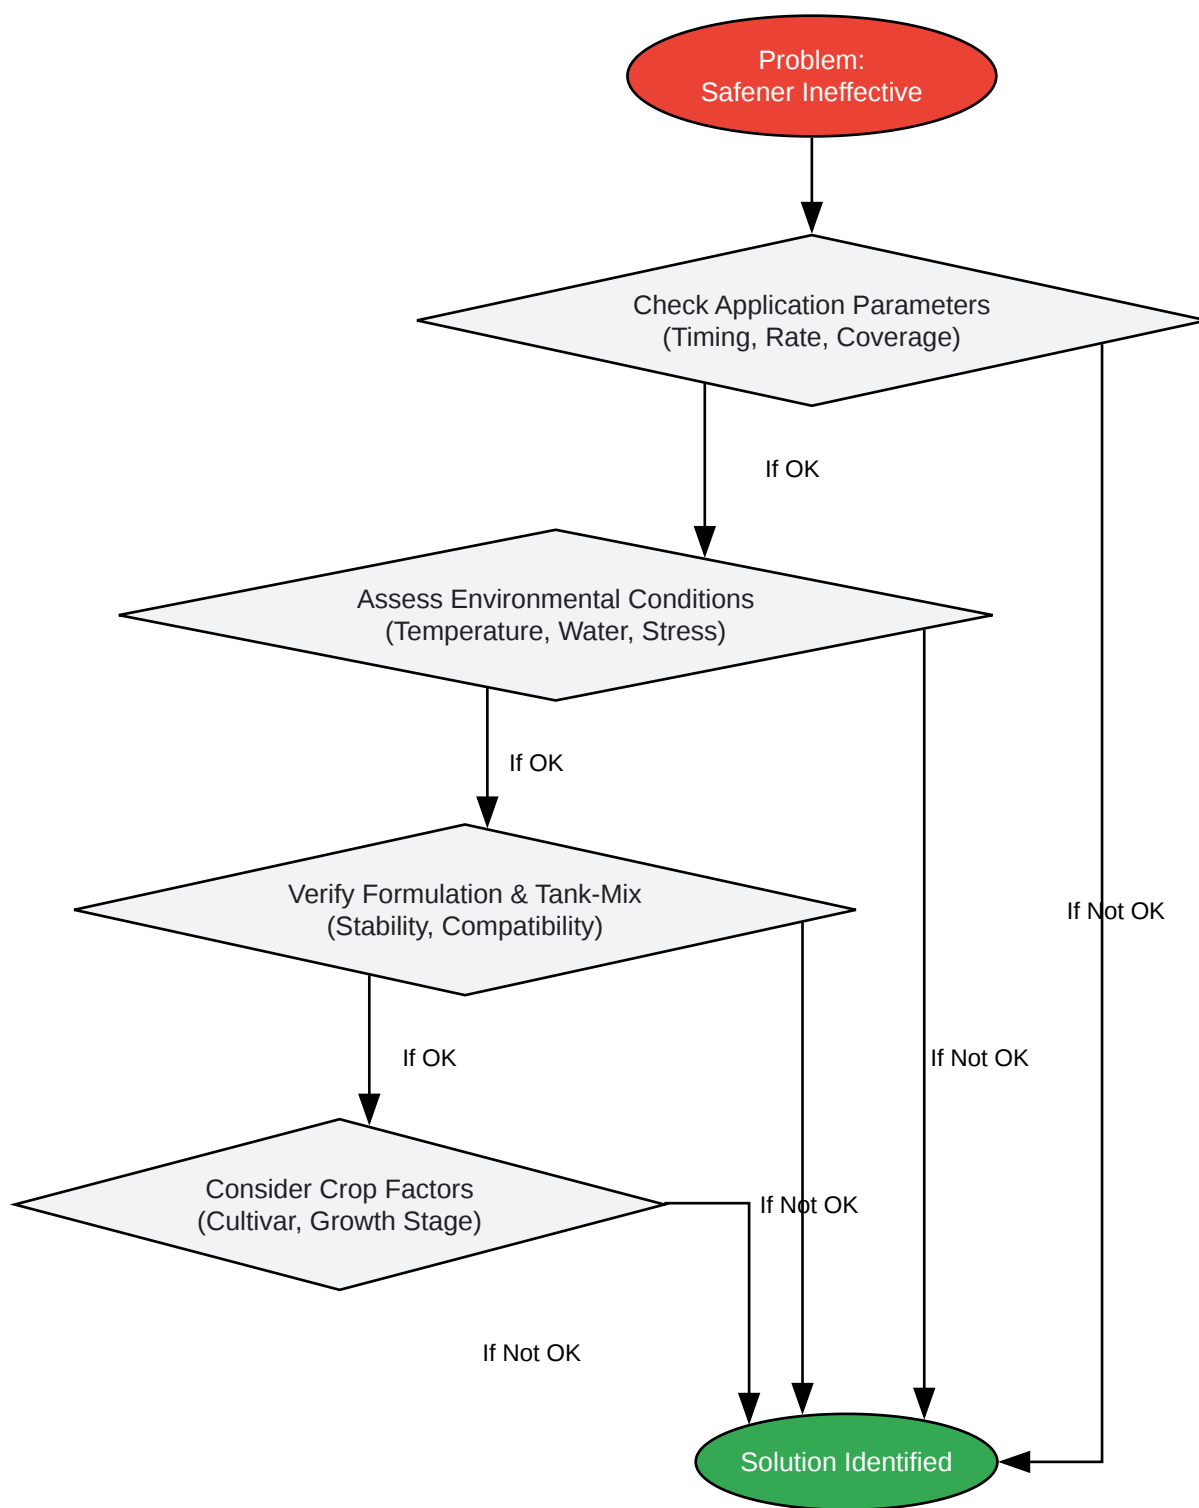 Problem:
Safener Ineffective
Check Application Parameters
(Timing, Rate, Coverage)
If OK
Assess Environmental Conditions
(Temperature, Water, Stress)
If OK
Verify Formulation & Tank-Mix
(Stability, Compatibility)
If Not OK
If OK
If Not OK
Consider Crop Factors
(Cultivar, Growth Stage)
If Not OK
If Not OK
Solution Identified